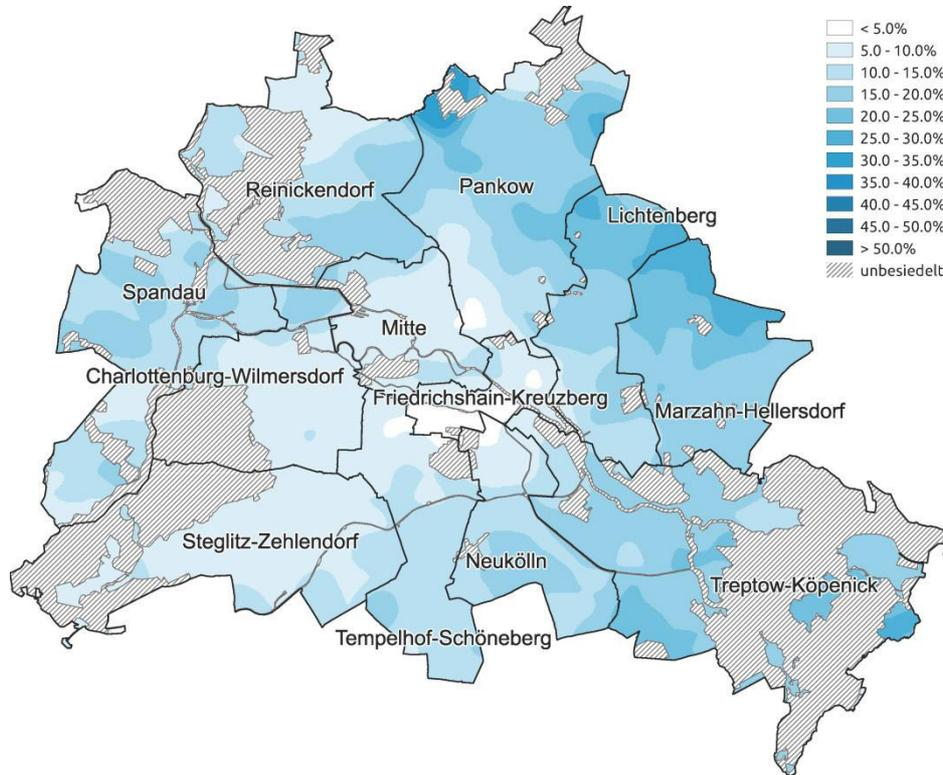 < 5.0%
5.0 - 10.0%
10.0 - 15.0%
15.0 - 20.0%
20.0 - 25.0%
25.0 - 30.0%
30.0 - 35.0%
35.0 - 40.0%
40.0 - 45.0%
45.0 - 50.0%
> 50.0%
unbesiedelt
Reinickendorf
Pankow
Lichtenberg
Spandau
Mitte
Charlottenburg-Wilmersdorf
Friedrichshain-Kreuzberg
Marzahn-Hellersdorf
Steglitz-Zehlendorf
Neukölln
Treptow-Köpenick
Tempelhof-Schöneberg